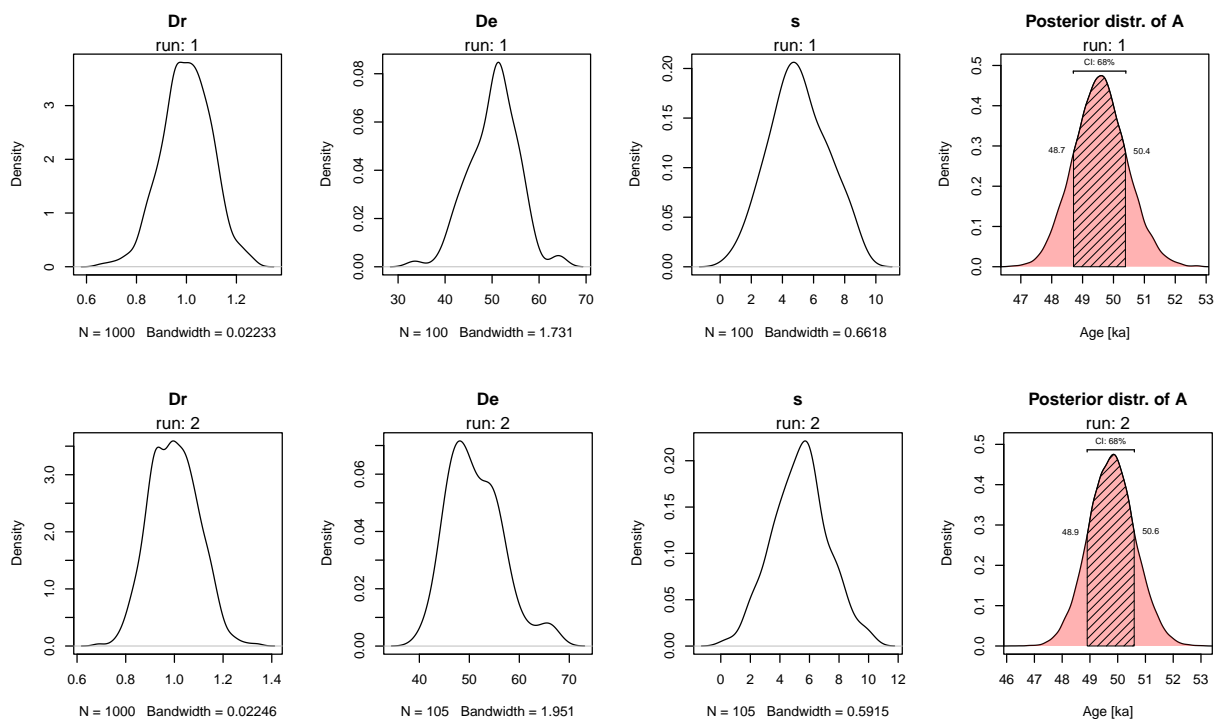 Dr
run: 1
Density
0
1
2
3
0.6 0.8 1.0 1.2
N = 1000 Bandwidth = 0.02233
De
run: 1
Density
0.00 0.02 0.04 0.06 0.08
30 40 50 60 70
N = 100 Bandwidth = 1.731
s
run: 1
Density
0.00 0.05 0.10 0.15 0.20
0 2 4 6 8 10
N = 100 Bandwidth = 0.6618
Posterior distr. of A
run: 1
CI: 68%
48.7
50.4
Density
0.0 0.1 0.2 0.3 0.4 0.5
47 48 49 50 51 52 53
Age [ka]
Dr
run: 2
Density
0.0 1.0 2.0 3.0
0.6 0.8 1.0 1.2 1.4
N = 1000 Bandwidth = 0.02246
De
run: 2
Density
0.00 0.02 0.04 0.06
40 50 60 70
N = 105 Bandwidth = 1.951
s
run: 2
Density
0.00 0.05 0.10 0.15 0.20
0 2 4 6 8 10 12
N = 105 Bandwidth = 0.5915
Posterior distr. of A
run: 2
CI: 68%
48.9
50.6
Density
0.0 0.1 0.2 0.3 0.4 0.5
46 47 48 49 50 51 52 53
Age [ka]